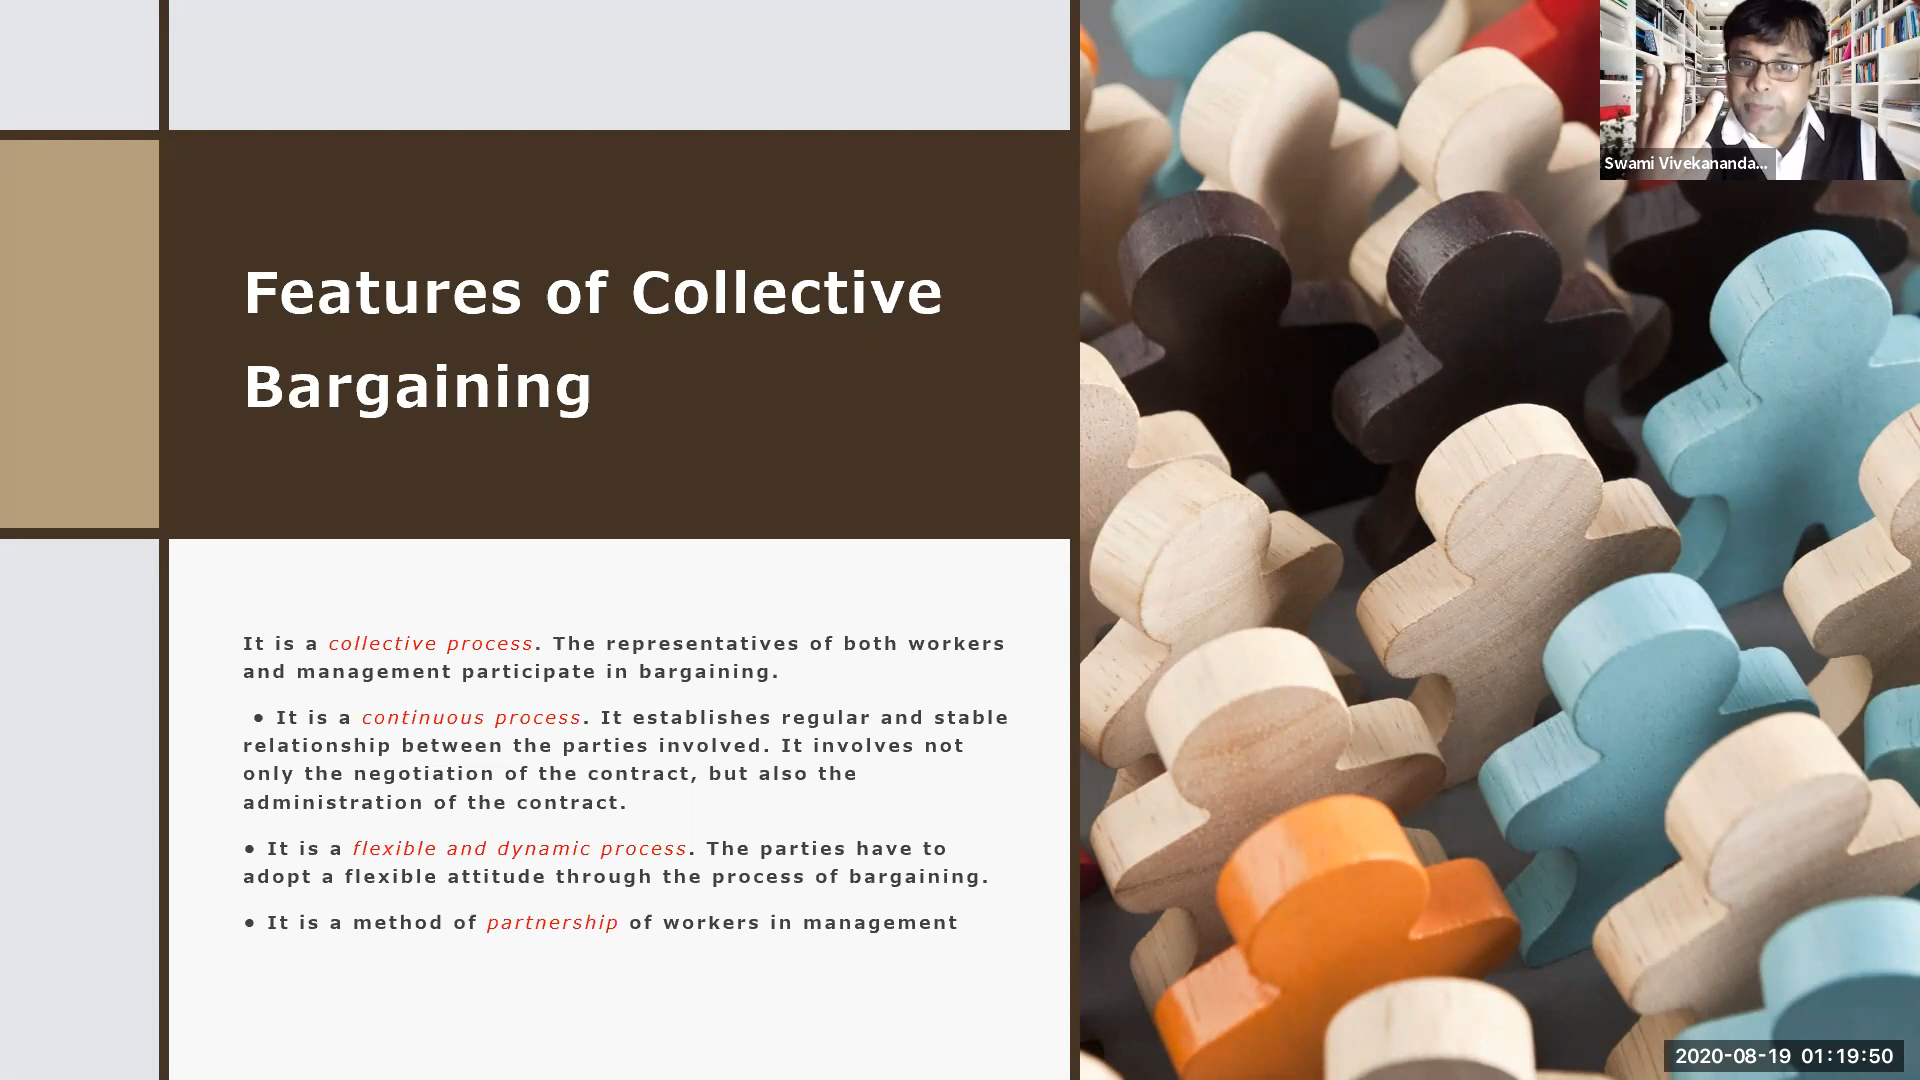 Swami Vivekananda...
Features of Collective
Bargaining
It is a collective process. The representatives of both workers
and management participate in bargaining.
● It is a continuous process. It establishes regular and stable
relationship between the parties involved. It involves not
only the negotiation of the contract, but also the
administration of the contract.
● It is a flexible and dynamic process. The parties have to
adopt a flexible attitude through the process of bargaining.
● It is a method of partnership of workers in management
2020-08-19 01:19:50